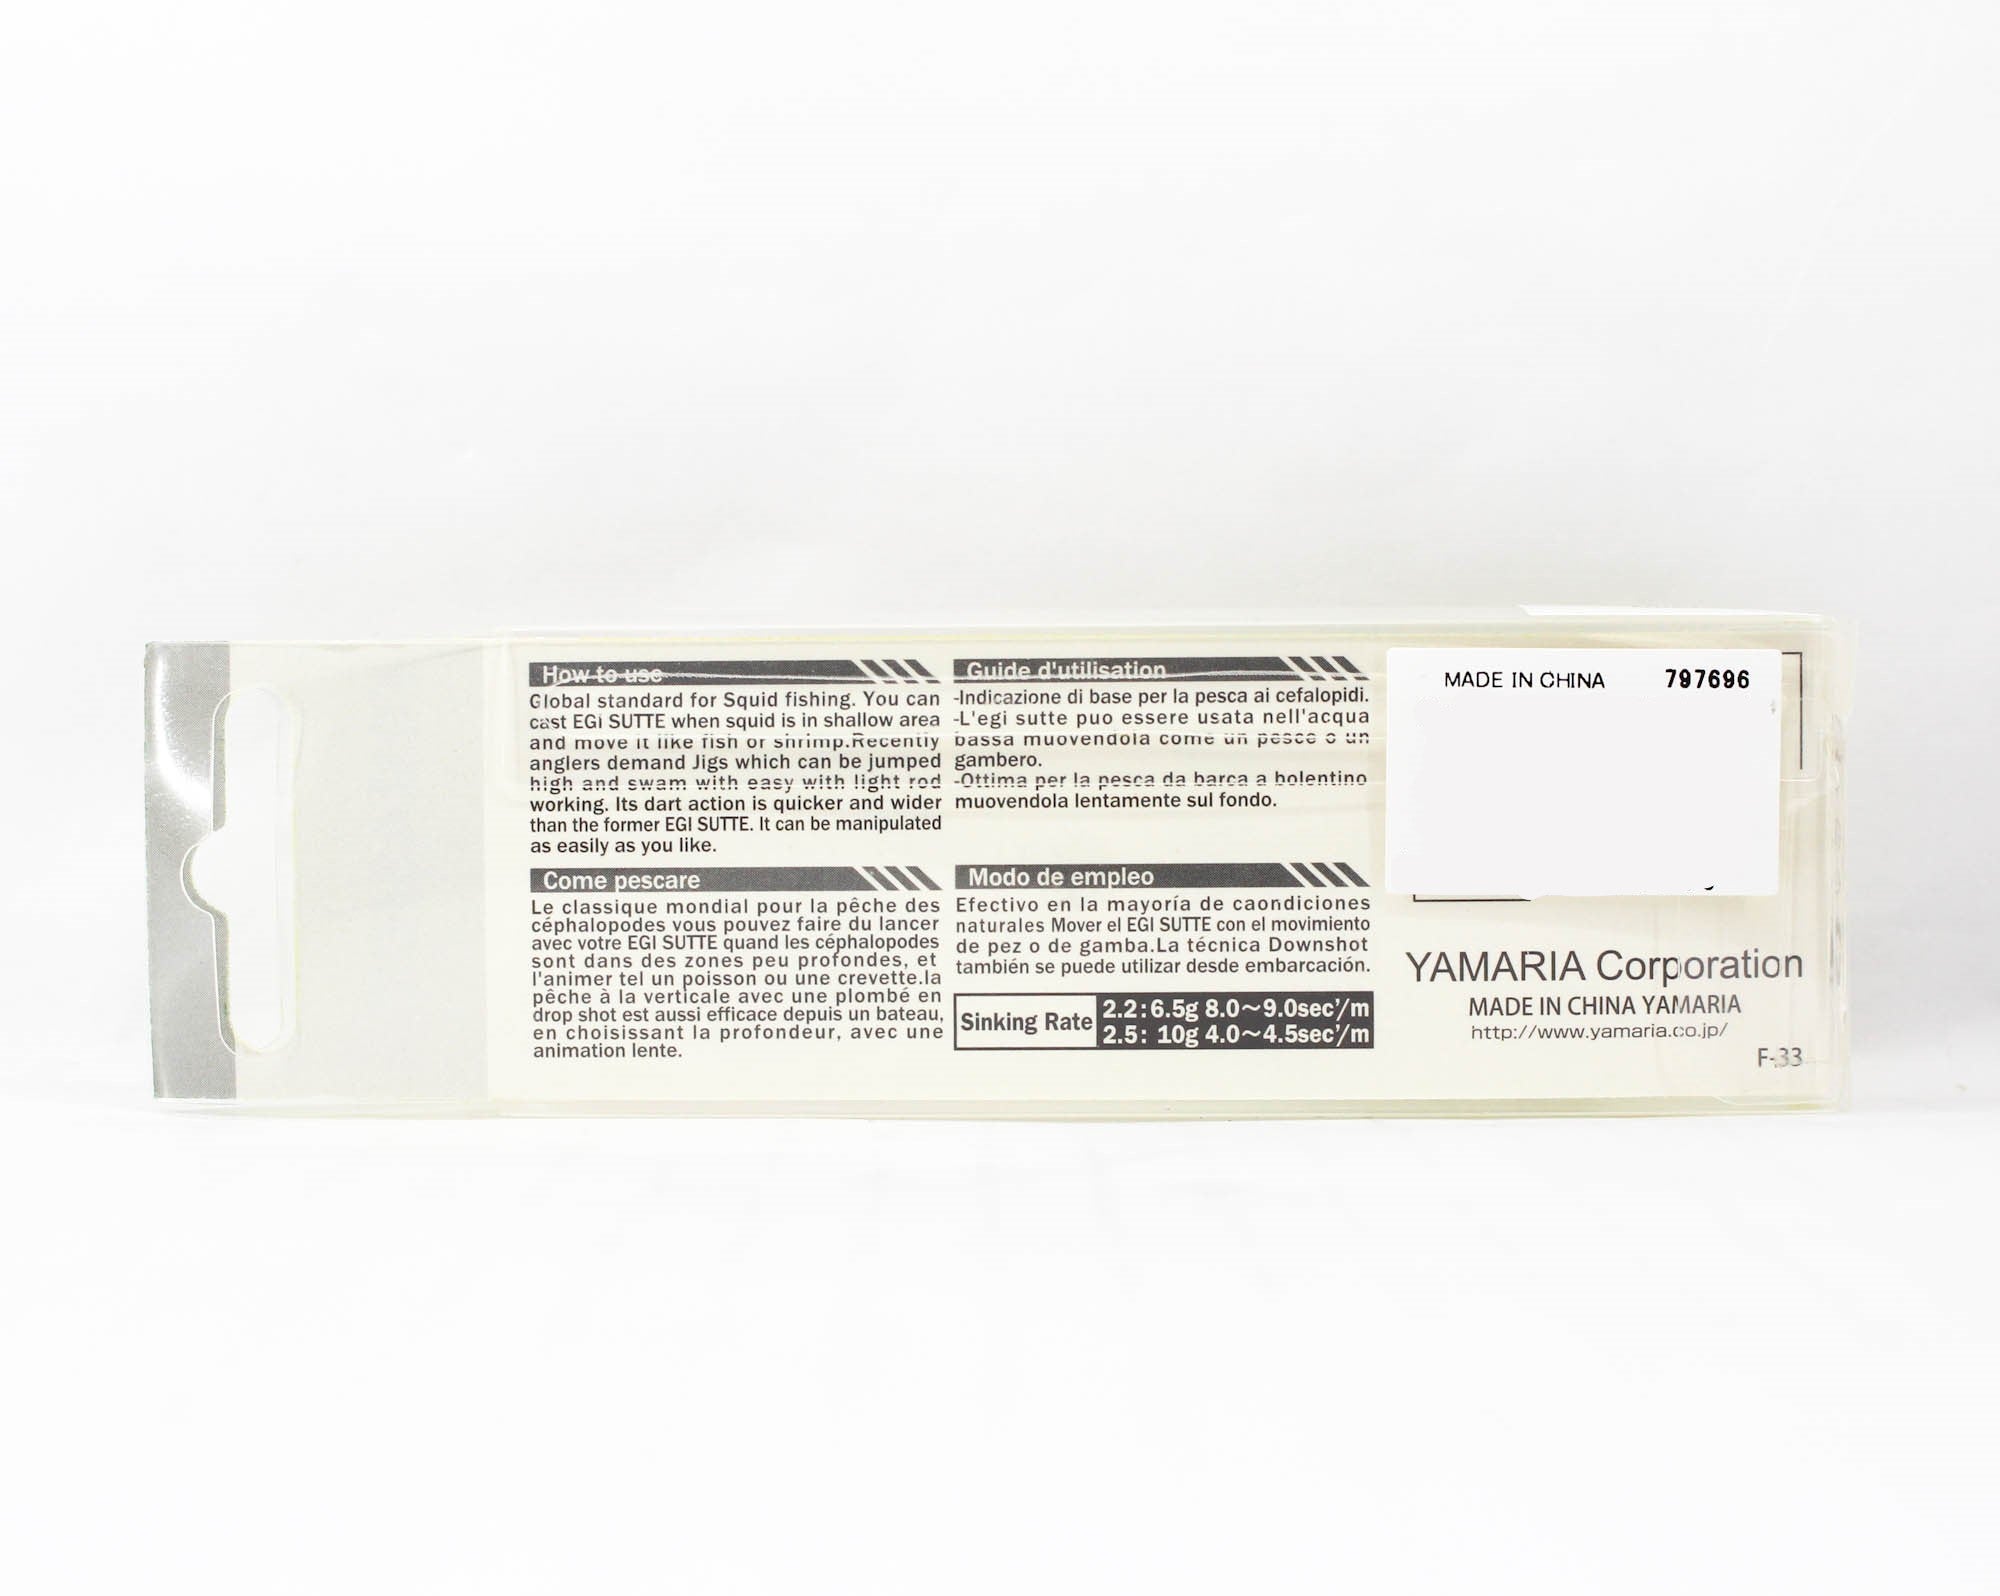 How to use
Global standard for Squid fishing. You can
cast EGI SUTTE when squid is in shallow area
and move it like fish or shrimp.Recently
anglers demand Jigs which can be jumped
high and swam with easy with light rod
working. Its dart action is quicker and wider
than the former EGI SUTTE. It can be manipulated
as easily as you like.
Guide d'utilisation
-Indicazione di base per la pesca ai cefalopidi.
-L'egi sutte puo essere usata nell'acqua
bassa muovendola come un pesce o un
gambero.
-Ottima per la pesca da barca a bolentino
muovendola lentamente sul fondo.
Come pescare
Le classique mondial pour la pêche des
céphalopodes vous pouvez faire du lancer
avec votre EGI SUTTE quand les céphalopodes
sont dans des zones peu profondes, et
l'animer tel un poisson ou une crevette.la
pêche à la verticale avec une plombé en
drop shot est aussi efficace depuis un bateau,
en choisissant la profondeur, avec une
animation lente.
Modo de empleo
Efectivo en la mayoría de caondiciones
naturales Mover el EGI SUTTE con el movimiento
de pez o de gamba.La técnica Downshot
también se puede utilizar desde embarcación.
Sinking Rate
2.2:6.5g 8.0~9.0sec'/m
2.5: 10g 4.0~4.5sec'/m
MADE IN CHINA 797696
YAMARIA Corporation
MADE IN CHINA YAMARIA
http://www.yamaria.co.jp/
F-33